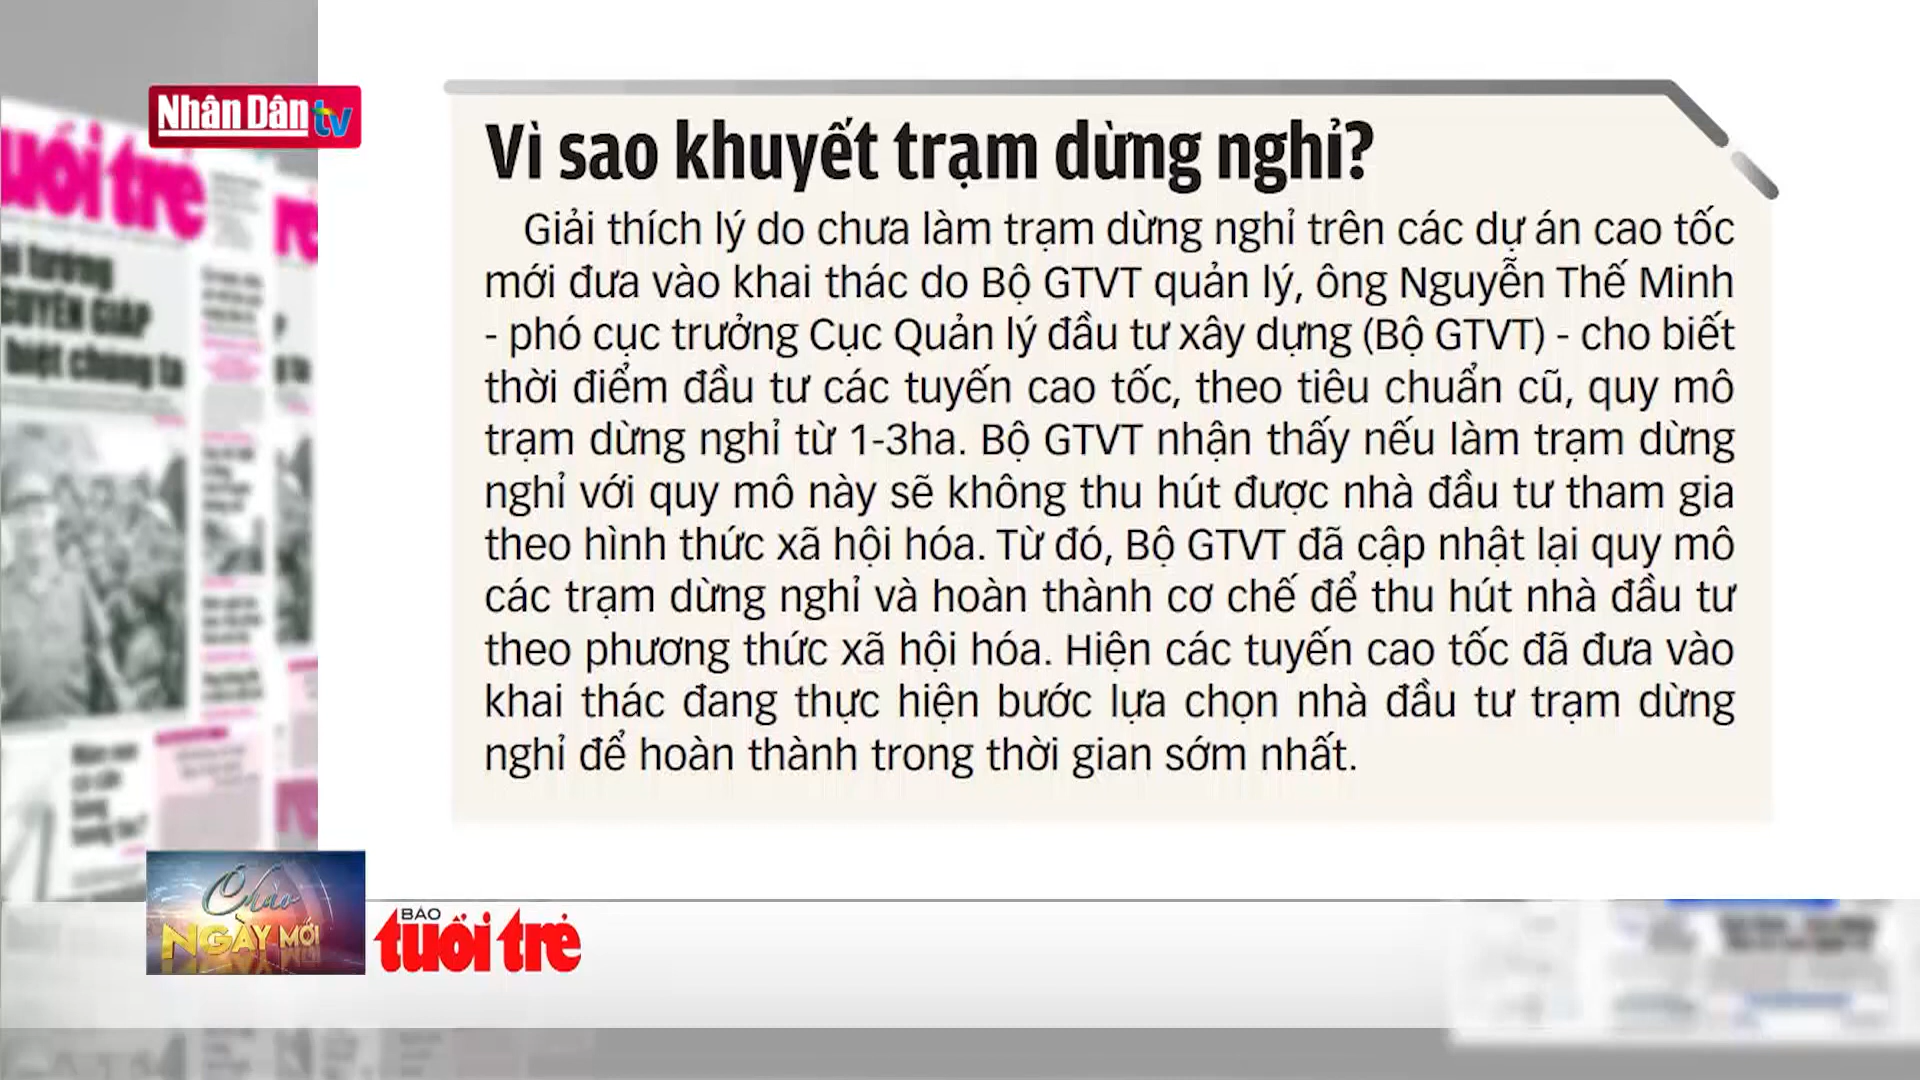 Nhân Dân tv
Vì sao khuyết trạm dừng nghỉ?
Giải thích lý do chưa làm trạm dừng nghỉ trên các dự án cao tốc
mới đưa vào khai thác do Bộ GTVT quản lý, ông Nguyễn Thế Minh
- phó cục trưởng Cục Quản lý đầu tư xây dựng (Bộ GTVT) - cho biết
thời điểm đầu tư các tuyến cao tốc, theo tiêu chuẩn cũ, quy mô
trạm dừng nghỉ từ 1-3ha. Bộ GTVT nhận thấy nếu làm trạm dừng
nghỉ với quy mô này sẽ không thu hút được nhà đầu tư tham gia
theo hình thức xã hội hóa. Từ đó, Bộ GTVT đã cập nhật lại quy mô
các trạm dừng nghỉ và hoàn thành cơ chế để thu hút nhà đầu tư
theo phương thức xã hội hóa. Hiện các tuyến cao tốc đã đưa vào
khai thác đang thực hiện bước lựa chọn nhà đầu tư trạm dừng
nghỉ để hoàn thành trong thời gian sớm nhất.
uổi trẻ
GUYÊN GIÁP
biệt chúng ta
Chào
NGÀY MỚI
BÁO
tuổi trẻ